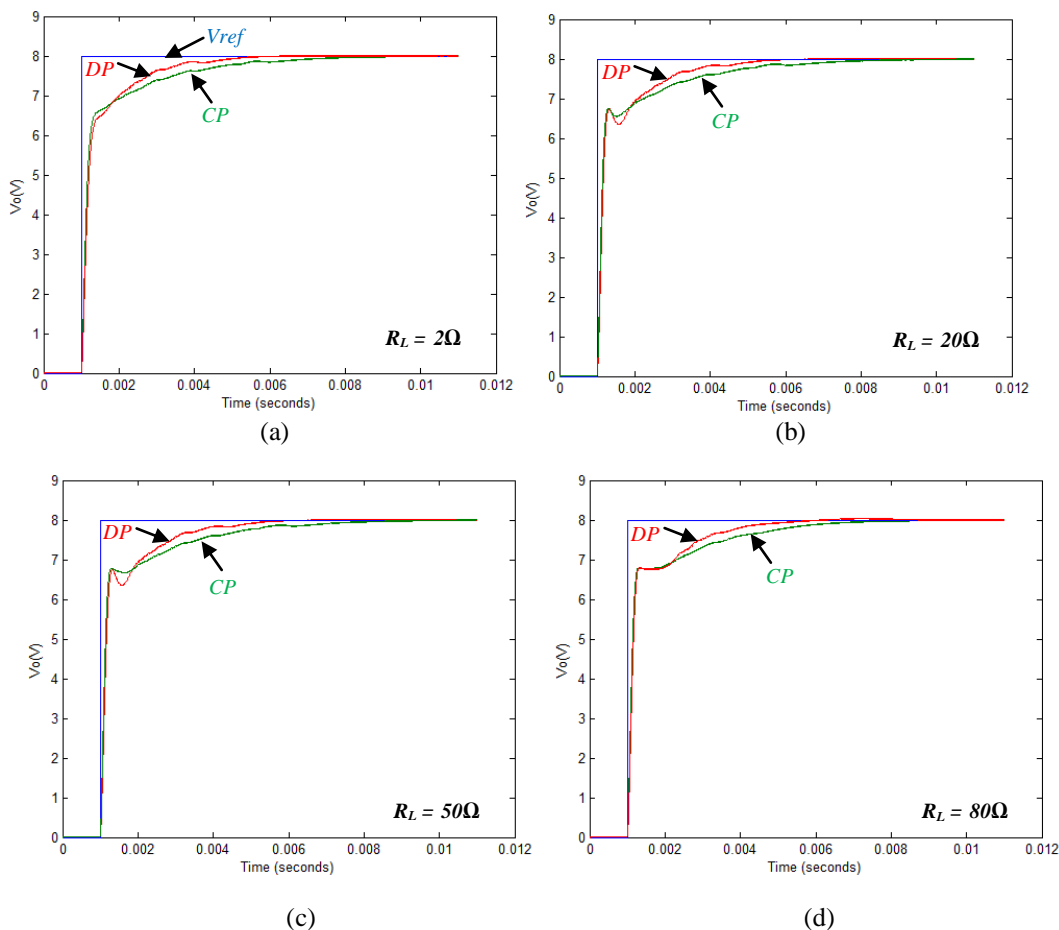 9
8
7
6
5
4
3
2
1
0
Vo(V)
Vref
DP
CP
R_L = 2Ω
0 0.002 0.004 0.006 0.008 0.01 0.012
Time (seconds)
(a)
9
8
7
6
5
4
3
2
1
0
Vo(V)
DP
CP
R_L = 20Ω
0 0.002 0.004 0.006 0.008 0.01 0.012
Time (seconds)
(b)
9
8
7
6
5
4
3
2
1
0
Vo(V)
DP
CP
R_L = 50Ω
0 0.002 0.004 0.006 0.008 0.01 0.012
Time (seconds)
(c)
9
8
7
6
5
4
3
2
1
0
Vo(V)
DP
CP
R_L = 80Ω
0 0.002 0.004 0.006 0.008 0.01 0.012
Time (seconds)
(d)